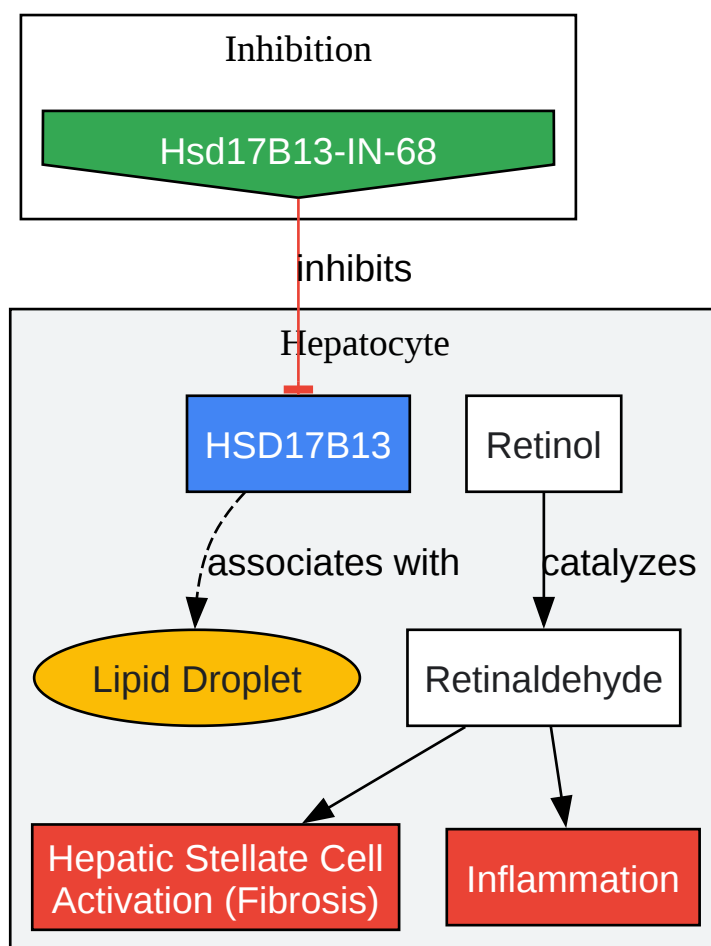 Inhibition
Hsd17B13-IN-68
inhibits
Hepatocyte
HSD17B13
Retinol
associates with
catalyzes
Lipid Droplet
Retinaldehyde
Hepatic Stellate Cell
Activation (Fibrosis)
Inflammation